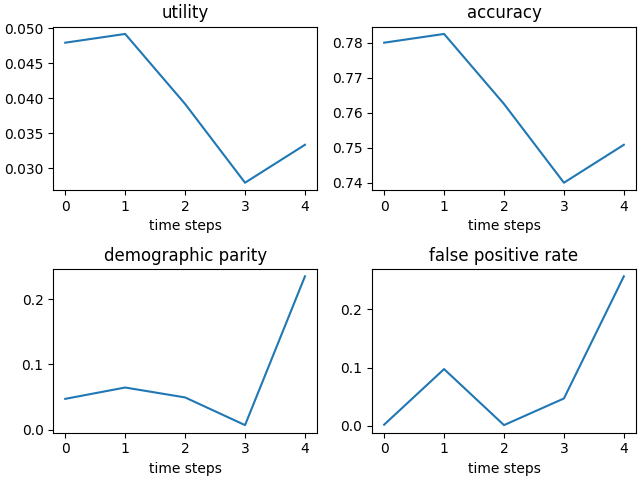 utility
0.050
0.045
0.040
0.035
0.030
0 1 2 3 4
time steps
accuracy
0.78
0.77
0.76
0.75
0.74
0 1 2 3 4
time steps
demographic parity
0.2
0.1
0.0
0 1 2 3 4
time steps
false positive rate
0.2
0.1
0.0
0 1 2 3 4
time steps